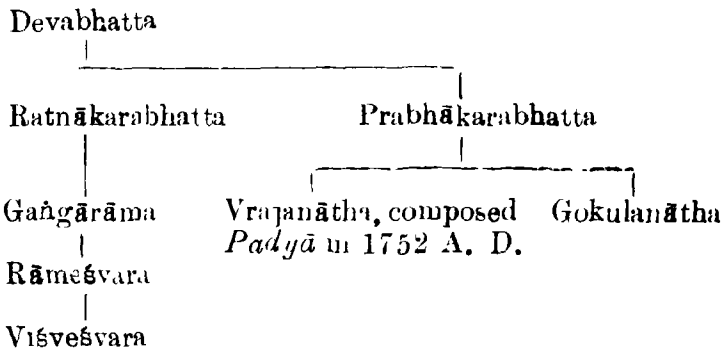 Devabhatta
Ratnākarabhatta Prabhākarabhatta
Gaṅgārāma Vrajanātha, composed Gokulanātha
Padyā in 1752 A. D.
Rāmeśvara
Viśveśvara